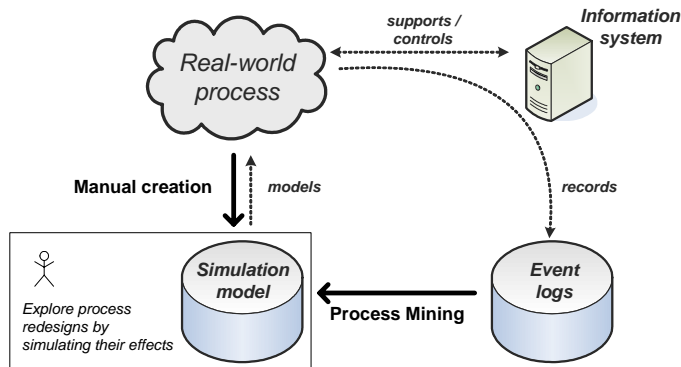 supports /
controls
Information
system
Real-world
process
Manual creation
models
records
Simulation
model
Event
logs
Process Mining
Explore process
redesigns by
simulating their effects